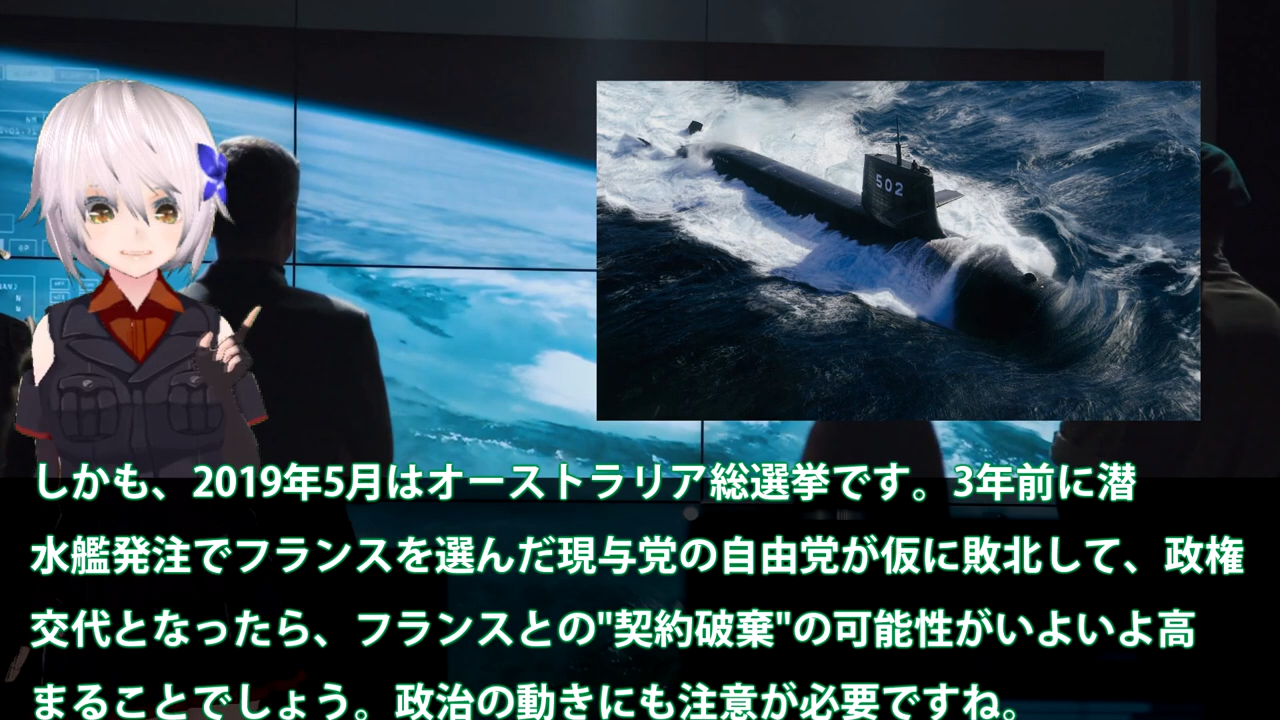 502
しかも、2019年5月はオーストラリア総選挙です。3年前に潜
水艦発注でフランスを選んだ現与党の自由党が仮に敗北して、政権
交代となったら、フランスとの"契約破棄"の可能性がいよいよ高
まることでしょう。政治の動きにも注意が必要ですね。